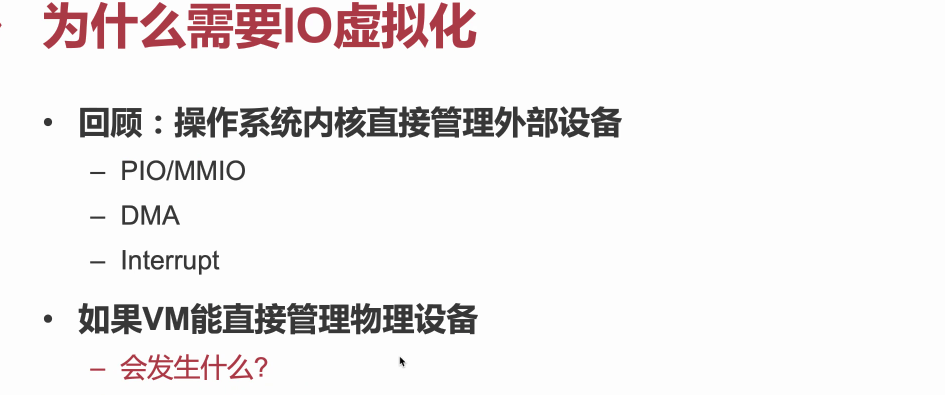 为什么需要IO虚拟化
• 回顾：操作系统内核直接管理外部设备
– PIO/MMIO
– DMA
– Interrupt
• 如果VM能直接管理物理设备
– 会发生什么?